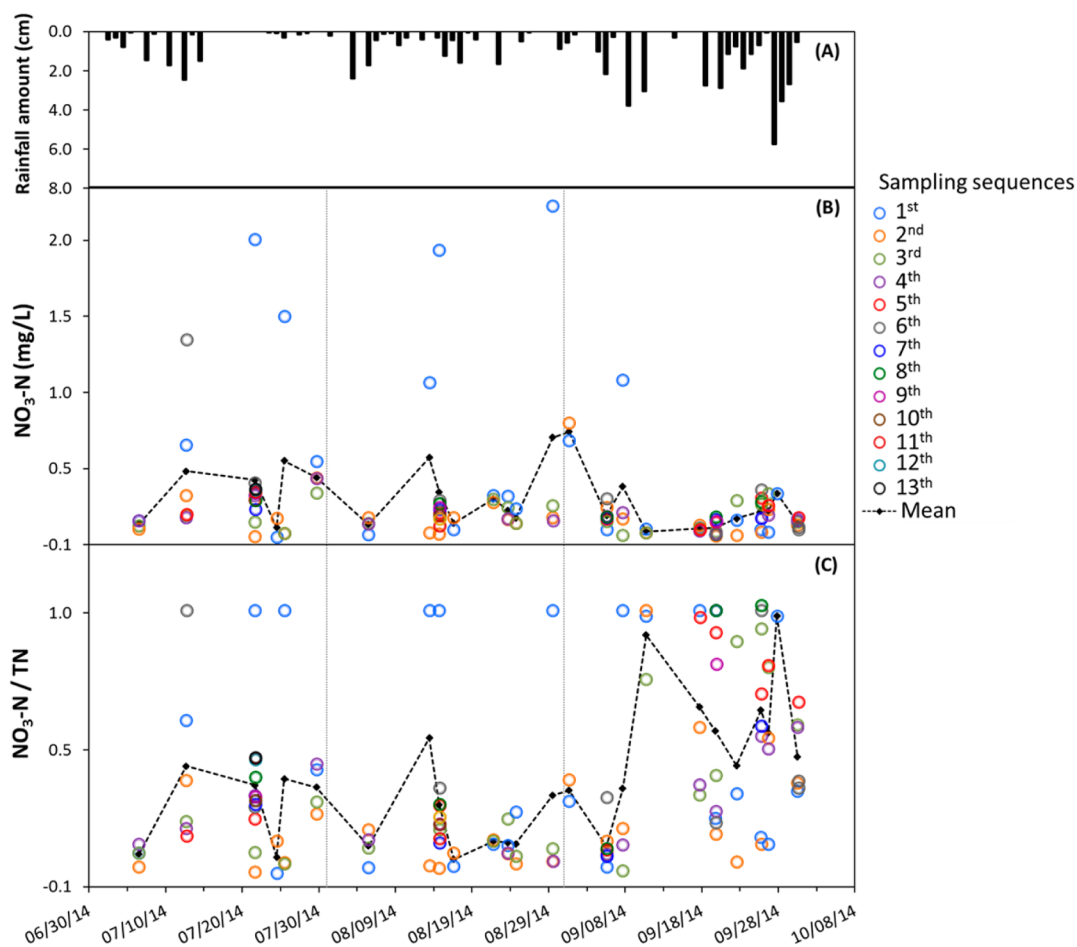 Rainfall amount (cm)
0.0
2.0
4.0
6.0
8.0
(A)
NO3-N (mg/L)
2.0
1.5
1.0
0.5
-0.1
(B)
NO3-N / TN
1.0
0.5
-0.1
(C)
06/30/14
07/10/14
07/20/14
07/30/14
08/09/14
08/19/14
08/29/14
09/08/14
09/18/14
09/28/14
10/08/14
Sampling sequences
1st
2nd
3rd
4th
5th
6th
7th
8th
9th
10th
11th
12th
13th
Mean